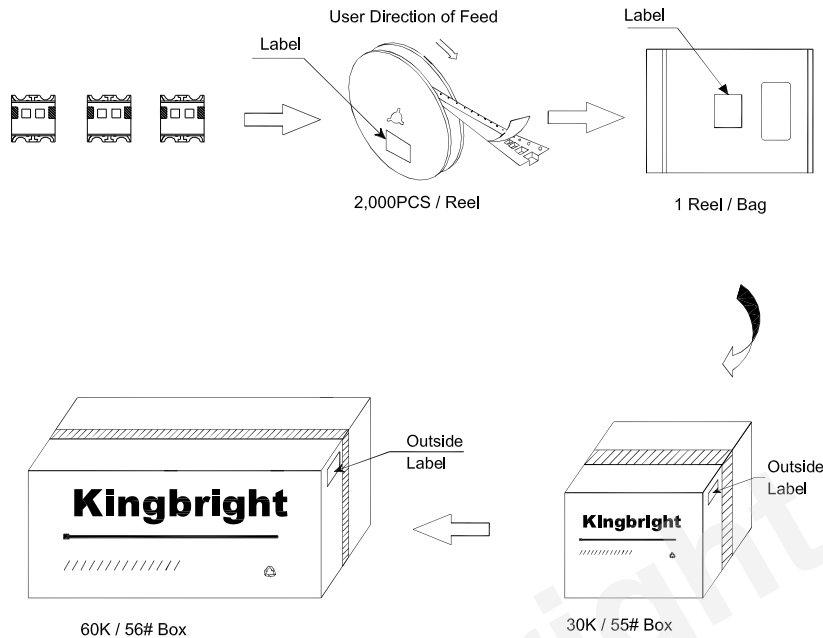 User Direction of Feed
Label
Label
2,000PCS / Reel
1 Reel / Bag
Outside
Label
Kingbright
60K / 56# Box
Outside
Label
Kingbright
30K / 55# Box
right